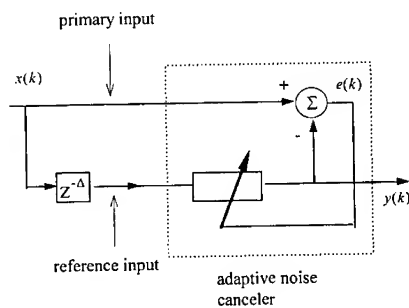 primary input
x(k)
+
Σ
e(k)
-
Z^-Δ
y(k)
reference input
adaptive noise
canceler